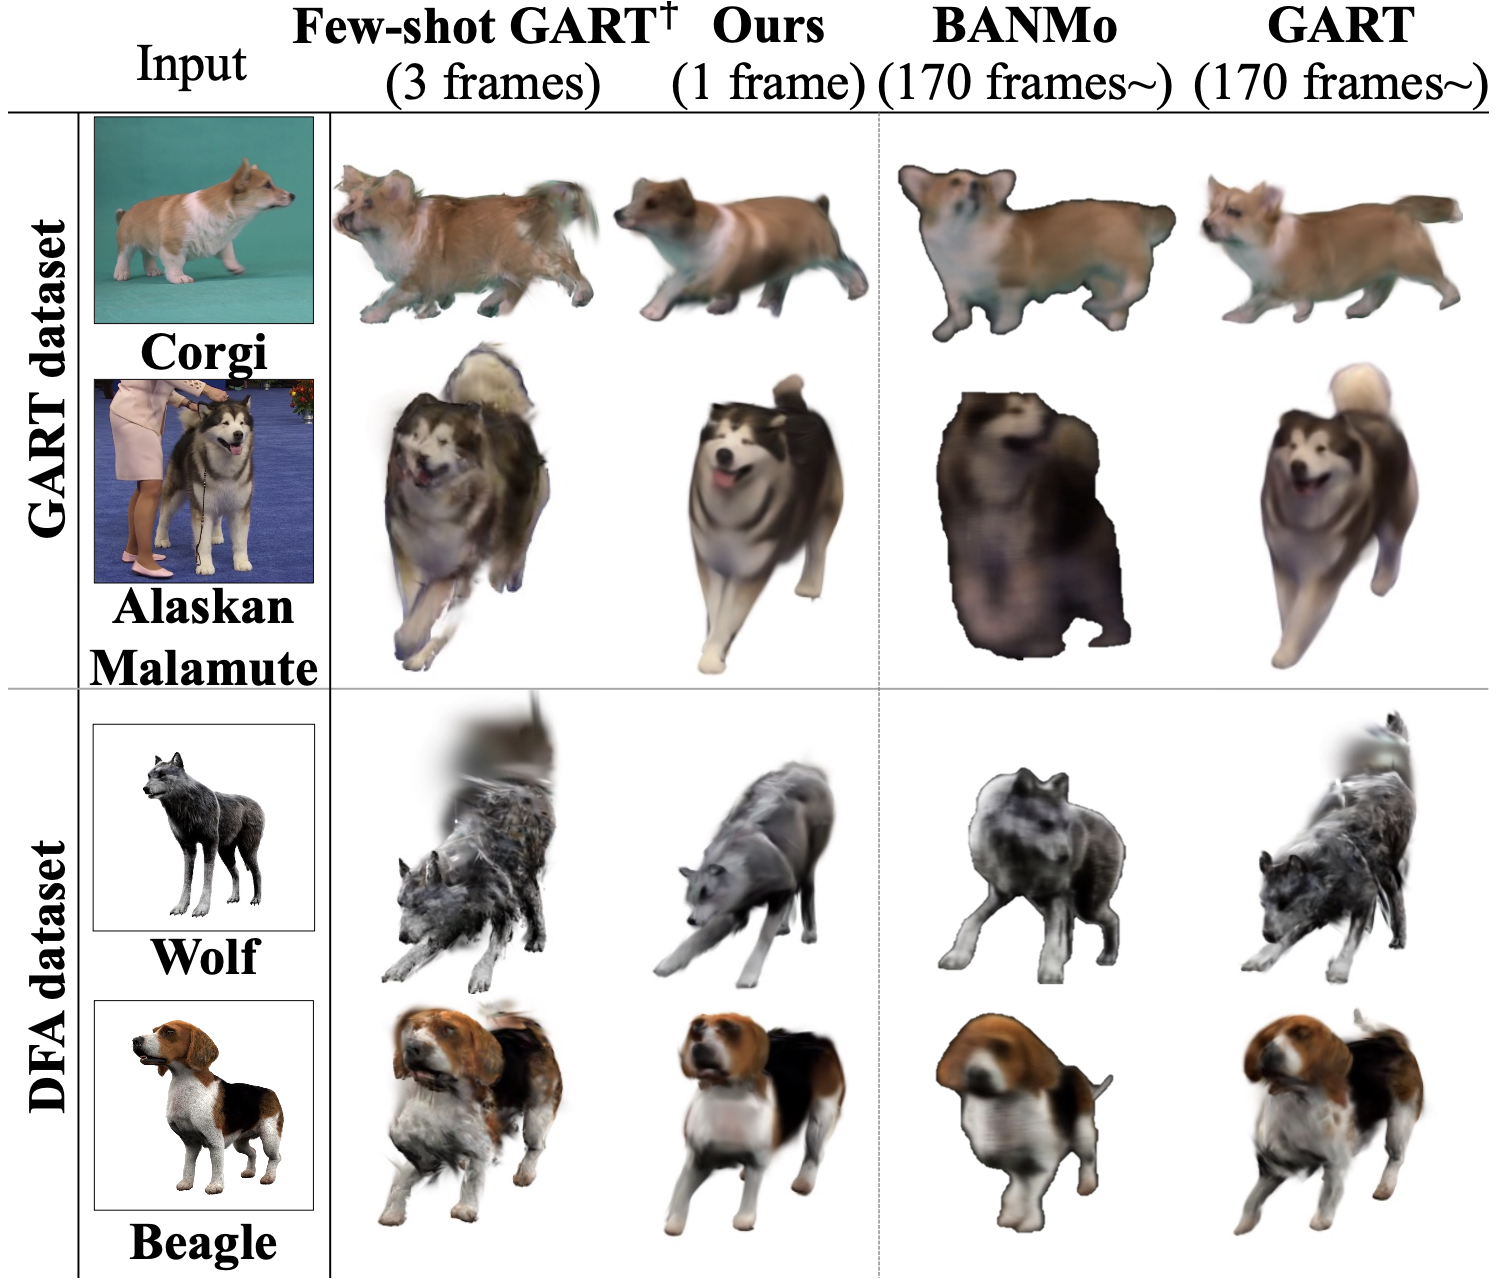 Input
Few-shot GART†
(3 frames)
Ours
(1 frame)
BANMo
(170 frames~)
GART
(170 frames~)
GART dataset
Corgi
Alaskan
Malamute
DFA dataset
Wolf
Beagle